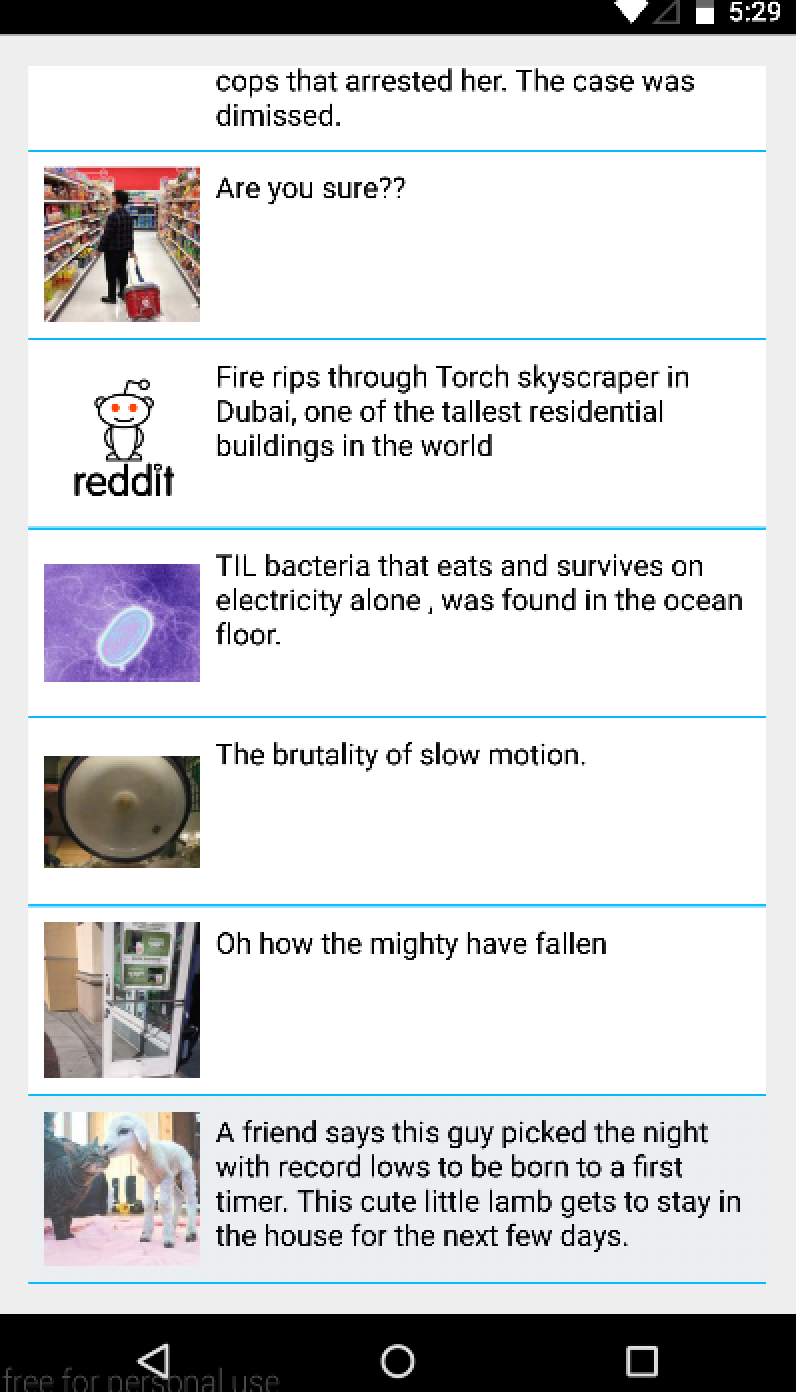 5:29
cops that arrested her. The case was
dimissed.
Are you sure??
Fire rips through Torch skyscraper in
Dubai, one of the tallest residential
buildings in the world
reddit
TIL bacteria that eats and survives on
electricity alone , was found in the ocean
floor.
The brutality of slow motion.
Oh how the mighty have fallen
A friend says this guy picked the night
with record lows to be born to a first
timer. This cute little lamb gets to stay in
the house for the next few days.
free for personal use